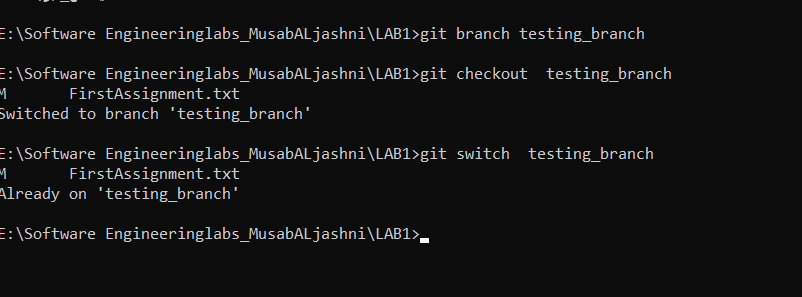 E:\Software Engineeringlabs_MusabALjashni\LAB1>git branch testing_branch
E:\Software Engineeringlabs_MusabALjashni\LAB1>git checkout  testing_branch
M       FirstAssignment.txt
Switched to branch 'testing_branch'
E:\Software Engineeringlabs_MusabALjashni\LAB1>git switch  testing_branch
M       FirstAssignment.txt
Already on 'testing_branch'
E:\Software Engineeringlabs_MusabALjashni\LAB1>